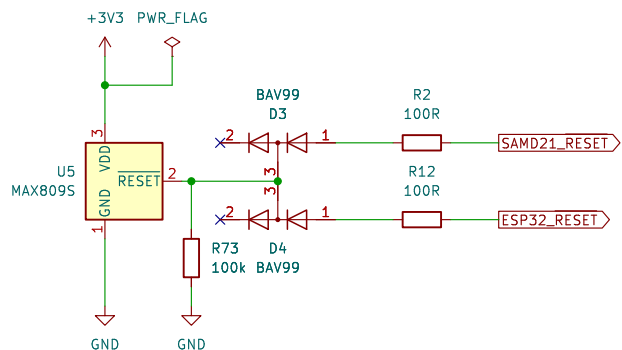 +3V3 PWR_FLAG
BAV99
D3
R2
100R
3
VDD
2
1
SAMD21_RESET
U5
MAX809S
RESET
2
3
3
R12
100R
GND
1
2
1
ESP32_RESET
R73
100k
D4
BAV99
GND
GND